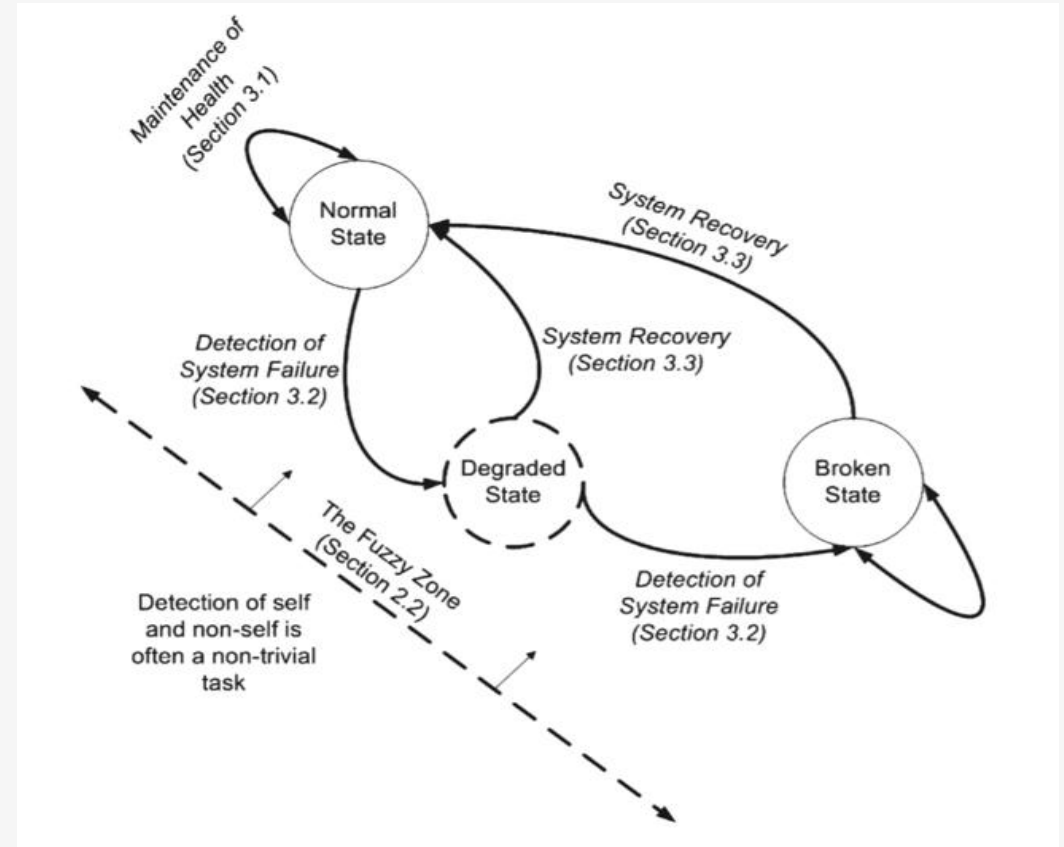 Maintenance of
Health
(Section 3.1)
Normal
State
System Recovery
(Section 3.3)
Detection of
System Failure
(Section 3.2)
System Recovery
(Section 3.3)
Degraded
State
Broken
State
The Fuzzy Zone
(Section 2.2)
Detection of
System Failure
(Section 3.2)
Detection of self
and non-self is
often a non-trivial
task